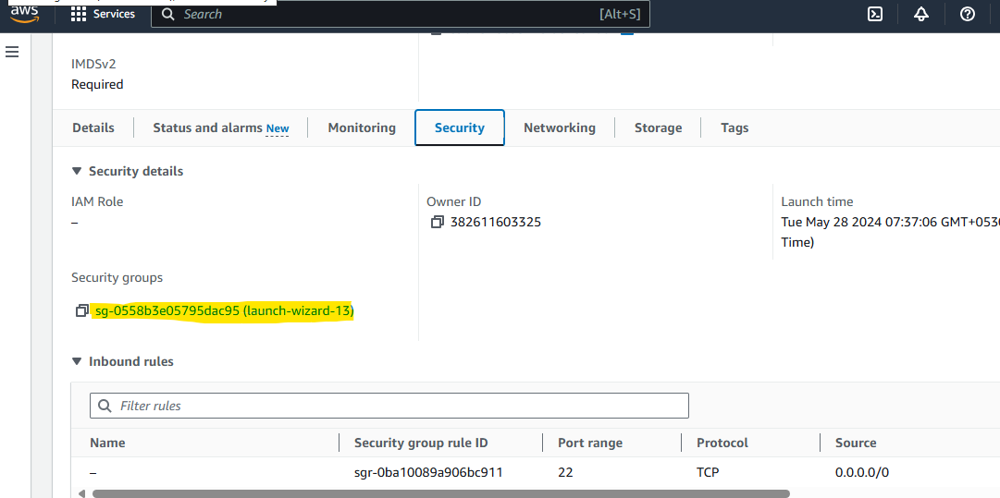 aws
Services
Search
[Alt+S]
IMDSv2
Required
Details
Status and alarms New
Monitoring
Security
Networking
Storage
Tags
Security details
IAM Role
–
Owner ID
382611603325
Launch time
Tue May 28 2024 07:37:06 GMT+053
Time)
Security groups
sg-0558b3e05795dac95 (launch-wizard-13)
Inbound rules
Filter rules
Name Security group rule ID Port range Protocol Source
– sgr-0ba10089a906bc911 22 TCP 0.0.0.0/0